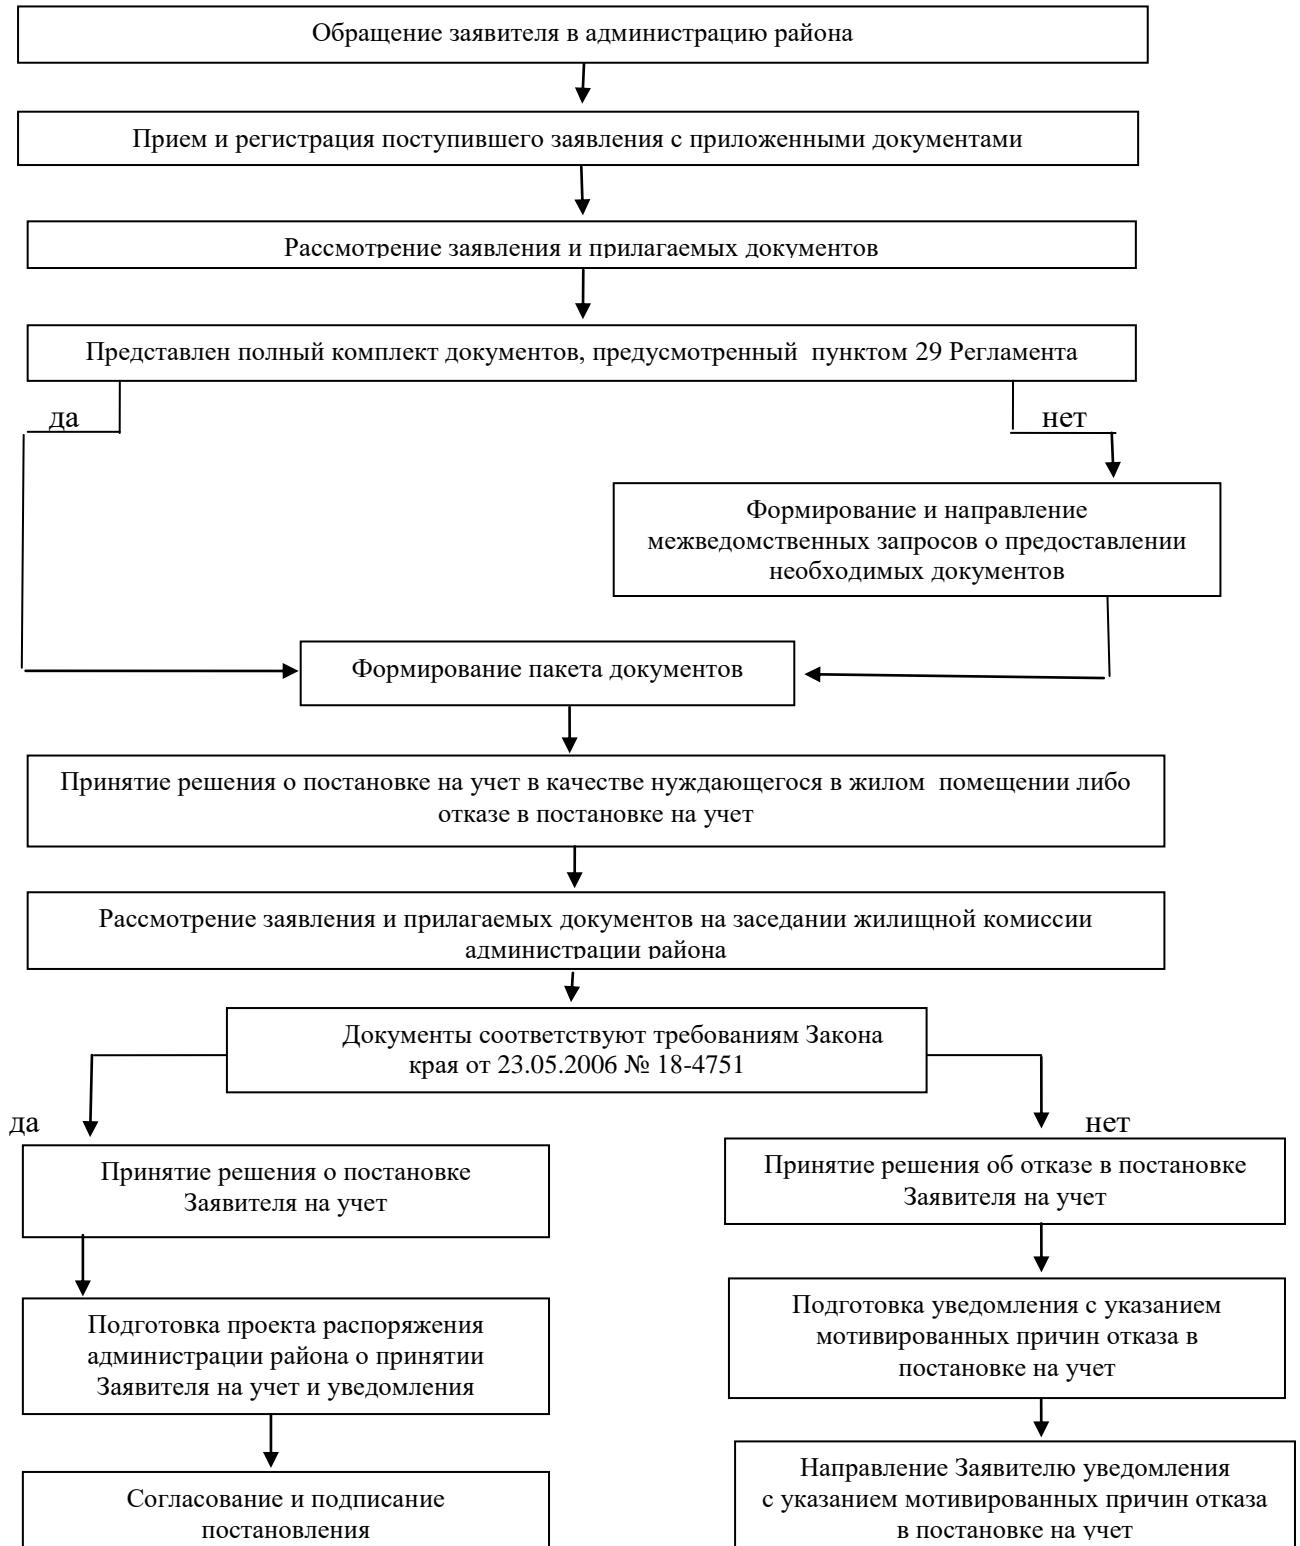 Обращение заявителя в администрацию района
Прием и регистрация поступившего заявления с приложенными документами
Рассмотрение заявления и прилагаемых документов
Представлен полный комплект документов, предусмотренный пунктом 29 Регламента
да
нет
Формирование и направление
межведомственных запросов о предоставлении
необходимых документов
Формирование пакета документов
Принятие решения о постановке на учет в качестве нуждающегося в жилом помещении либо
отказе в постановке на учет
Рассмотрение заявления и прилагаемых документов на заседании жилищной комиссии
администрации района
Документы соответствуют требованиям Закона
края от 23.05.2006 № 18-4751
да
нет
Принятие решения о постановке
Заявителя на учет
Принятие решения об отказе в постановке
Заявителя на учет
Подготовка проекта распоряжения
администрации района о принятии
Заявителя на учет и уведомления
Подготовка уведомления с указанием
мотивированных причин отказа в
постановке на учет
Согласование и подписание
постановления
Направление Заявителю уведомления
с указанием мотивированных причин отказа
в постановке на учет